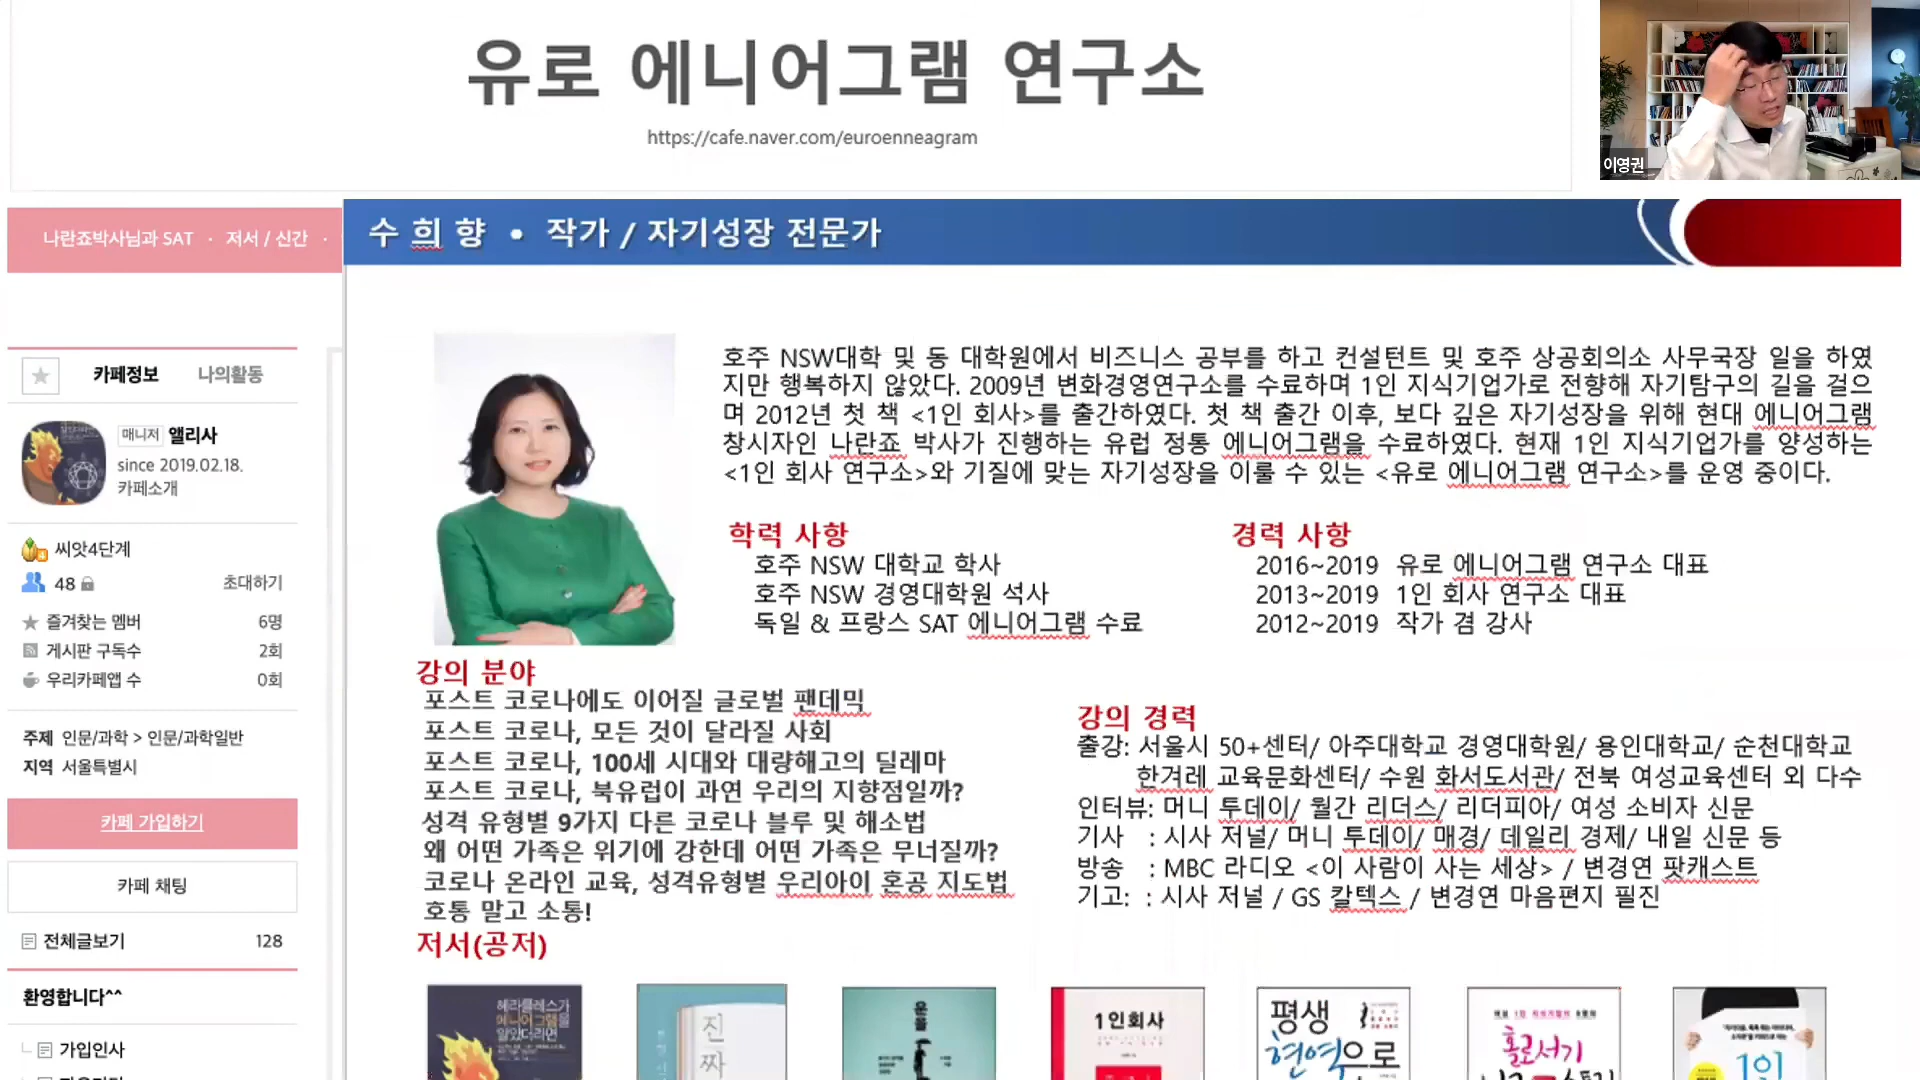 유로 에니어그램 연구소
https://cafe.naver.com/euroenneagram
이영권
나란죠박사님과 SAT · 저서 / 신간 ·
수 희 향 • 작가 / 자기성장 전문가
카페정보 나의활동
매니저 앨리사
since 2019.02.18.
카페소개
씨앗4단계
48 초대하기
즐겨찾는 멤버 6명
게시판 구독수 2회
우리카페앱 수 0회
주제 인문/과학 > 인문/과학일반
지역 서울특별시
카페 가입하기
카페 채팅
전체글보기 128
환영합니다^^
가입인사
호주 NSW대학 및 동 대학원에서 비즈니스 공부를 하고 컨설턴트 및 호주 상공회의소 사무국장 일을 하였
지만 행복하지 않았다. 2009년 변화경영연구소를 수료하며 1인 지식기업가로 전향해 자기탐구의 길을 걸으
며 2012년 첫 책 <1인 회사>를 출간하였다. 첫 책 출간 이후, 보다 깊은 자기성장을 위해 현대 에니어그램
창시자인 나란죠 박사가 진행하는 유럽 정통 에니어그램을 수료하였다. 현재 1인 지식기업가를 양성하는
<1인 회사 연구소>와 기질에 맞는 자기성장을 이룰 수 있는 <유로 에니어그램 연구소>를 운영 중이다.
학력 사항
호주 NSW 대학교 학사
호주 NSW 경영대학원 석사
독일 & 프랑스 SAT 에니어그램 수료
경력 사항
2016~2019 유로 에니어그램 연구소 대표
2013~2019 1인 회사 연구소 대표
2012~2019 작가 겸 강사
강의 분야
포스트 코로나에도 이어질 글로벌 팬데믹
포스트 코로나, 모든 것이 달라질 사회
포스트 코로나, 100세 시대와 대량해고의 딜레마
포스트 코로나, 북유럽이 과연 우리의 지향점일까?
성격 유형별 9가지 다른 코로나 블루 및 해소법
왜 어떤 가족은 위기에 강한데 어떤 가족은 무너질까?
코로나 온라인 교육, 성격유형별 우리아이 혼공 지도법
호통 말고 소통!
강의 경력
출강: 서울시 50+센터/ 아주대학교 경영대학원/ 용인대학교/ 순천대학교
한겨레 교육문화센터/ 수원 화서도서관/ 전북 여성교육센터 외 다수
인터뷰: 머니 투데이/ 월간 리더스/ 리더피아/ 여성 소비자 신문
기사 : 시사 저널/ 머니 투데이/ 매경/ 데일리 경제/ 내일 신문 등
방송 : MBC 라디오 <이 사람이 사는 세상> / 변경연 팟캐스트
기고: : 시사 저널 / GS 칼텍스 / 변경연 마음편지 필진
저서(공저)
헤라클레스가
에니어그램을
알았더라면
진
짜
운을
1인회사
평생
현역으로
홀로서기
1인